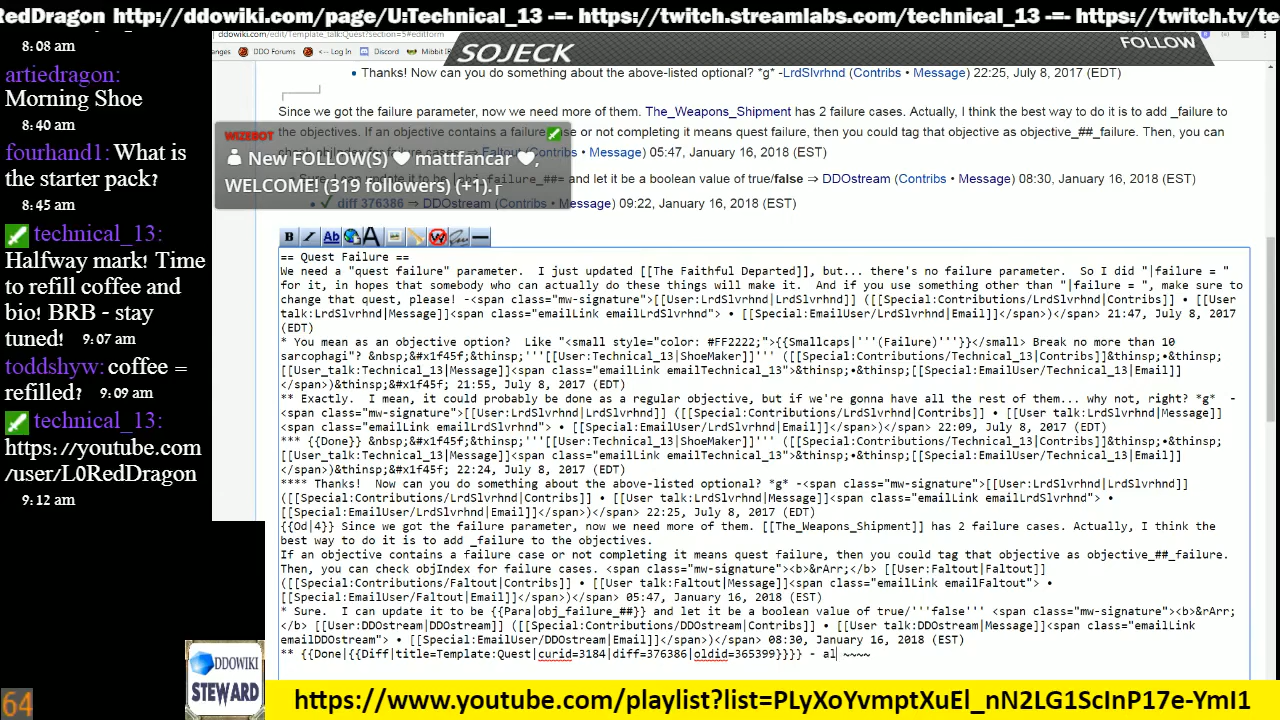 RedDragon http://ddowiki.com/page/U:Technical_13 -=- https://twitch.streamlabs.com/technical_13 -=- https://twitch.tv/te
8:08 am
artiedragon:
Morning Shoe
8:40 am
fourhand1: What is
the starter pack?
8:45 am
technical_13:
Halfway mark! Time
to refill coffee and
bio! BRB - stay
tuned! 9:07 am
toddshyw: coffee =
refilled? 9:09 am
technical_13:
https://youtube.com
/user/L0RedDragon
9:12 am
64
DDOWIKI
STEWARD
ddowiki.com/edit/Template_talk:Quest?section=5#editform
anges DDO Forums <-- Log In Discord Mibbit
SOJECK
FOLLOW
• Thanks! Now can you do something about the above-listed optional? *g* -LrdSlvrhnd (Contribs • Message) 22:25, July 8, 2017 (EDT)
Since we got the failure parameter, now we need more of them. The_Weapons_Shipment has 2 failure cases. Actually, I think the best way to do it is to add _failure to
the objectives. If an objective contains a failure case or not completing it means quest failure, then you could tag that objective as objective_##_failure. Then, you can
Faltout (Contribs • Message) 05:47, January 16, 2018 (EST)
failure_##= and let it be a boolean value of true/false ⇒ DDOstream (Contribs • Message) 08:30, January 16, 2018 (EST)
• ✓ diff 376386 ⇒ DDOstream (Contribs • Message) 09:22, January 16, 2018 (EST)
WIZEBOT
New FOLLOW(S) ♥ mattfancar ♥,
WELCOME! (319 followers) (+1).
B I Ab A
== Quest Failure ==
We need a "quest failure" parameter.  I just updated [[The Faithful Departed]], but... there's no failure parameter.  So I did "|failure = "
for it, in hopes that somebody who can actually do these things will make it.  And if you use something other than "|failure = ", make sure to
change that quest, please! -<span class="mw-signature">[[User:LrdSlvrhnd|LrdSlvrhnd]] ([[Special:Contributions/LrdSlvrhnd|Contribs]] • [[User
talk:LrdSlvrhnd|Message]]<span class="emailLink emailLrdSlvrhnd"> • [[Special:EmailUser/LrdSlvrhnd|Email]]</span>)</span> 21:47, July 8, 2017
(EDT)
* You mean as an objective option?  Like "<small style="color: #FF2222;">{{Smallcaps|'''(Failure)'''}}</small> Break no more than 10
sarcophagi"? &nbsp;&#x1f45f;&thinsp;'''[[User:Technical_13|ShoeMaker]]''' ([[Special:Contributions/Technical_13|Contribs]]&thinsp;•&thinsp;
[[User_talk:Technical_13|Message]]<span class="emailLink emailTechnical_13">&thinsp;•&thinsp;[[Special:EmailUser/Technical_13|Email]]
</span>)&thinsp;&#x1f45f; 21:55, July 8, 2017 (EDT)
** Exactly.  I mean, it could probably be done as a regular objective, but if we're gonna have all the rest of them... why not, right? *g*  -
<span class="mw-signature">[[User:LrdSlvrhnd|LrdSlvrhnd]] ([[Special:Contributions/LrdSlvrhnd|Contribs]] • [[User talk:LrdSlvrhnd|Message]]
<span class="emailLink emailLrdSlvrhnd"> • [[Special:EmailUser/LrdSlvrhnd|Email]]</span>)</span> 22:09, July 8, 2017 (EDT)
*** {{Done}} &nbsp;&#x1f45f;&thinsp;'''[[User:Technical_13|ShoeMaker]]''' ([[Special:Contributions/Technical_13|Contribs]]&thinsp;•&thinsp;
[[User_talk:Technical_13|Message]]<span class="emailLink emailTechnical_13">&thinsp;•&thinsp;[[Special:EmailUser/Technical_13|Email]]
</span>)&thinsp;&#x1f45f; 22:24, July 8, 2017 (EDT)
**** Thanks!  Now can you do something about the above-listed optional? *g* -<span class="mw-signature">[[User:LrdSlvrhnd|LrdSlvrhnd]]
([[Special:Contributions/LrdSlvrhnd|Contribs]] • [[User talk:LrdSlvrhnd|Message]]<span class="emailLink emailLrdSlvrhnd"> •
[[Special:EmailUser/LrdSlvrhnd|Email]]</span>)</span> 22:25, July 8, 2017 (EDT)
{{Od|4}} Since we got the failure parameter, now we need more of them. [[The_Weapons_Shipment]] has 2 failure cases. Actually, I think the
best way to do it is to add _failure to the objectives.
If an objective contains a failure case or not completing it means quest failure, then you could tag that objective as objective_##_failure.
Then, you can check objIndex for failure cases. <span class="mw-signature"><b>&rArr;</b> [[User:Faltout|Faltout]]
([[Special:Contributions/Faltout|Contribs]] • [[User talk:Faltout|Message]]<span class="emailLink emailFaltout"> •
[[Special:EmailUser/Faltout|Email]]</span>)</span> 05:47, January 16, 2018 (EST)
* Sure.  I can update it to be {{Para|obj_failure_##}} and let it be a boolean value of true/'''false''' <span class="mw-signature"><b>&rArr;
</b> [[User:DDOstream|DDOstream]] ([[Special:Contributions/DDOstream|Contribs]] • [[User talk:DDOstream|Message]]<span class="emailLink
emailDDOstream"> • [[Special:EmailUser/DDOstream|Email]]</span>)</span> 08:30, January 16, 2018 (EST)
** {{Done|{{Diff|title=Template:Quest|curid=3184|diff=376386|oldid=365399}}}} - al ~~~~
https://www.youtube.com/playlist?list=PLyXoYvmptXuEl_nN2LG1ScInP17e-YmI1